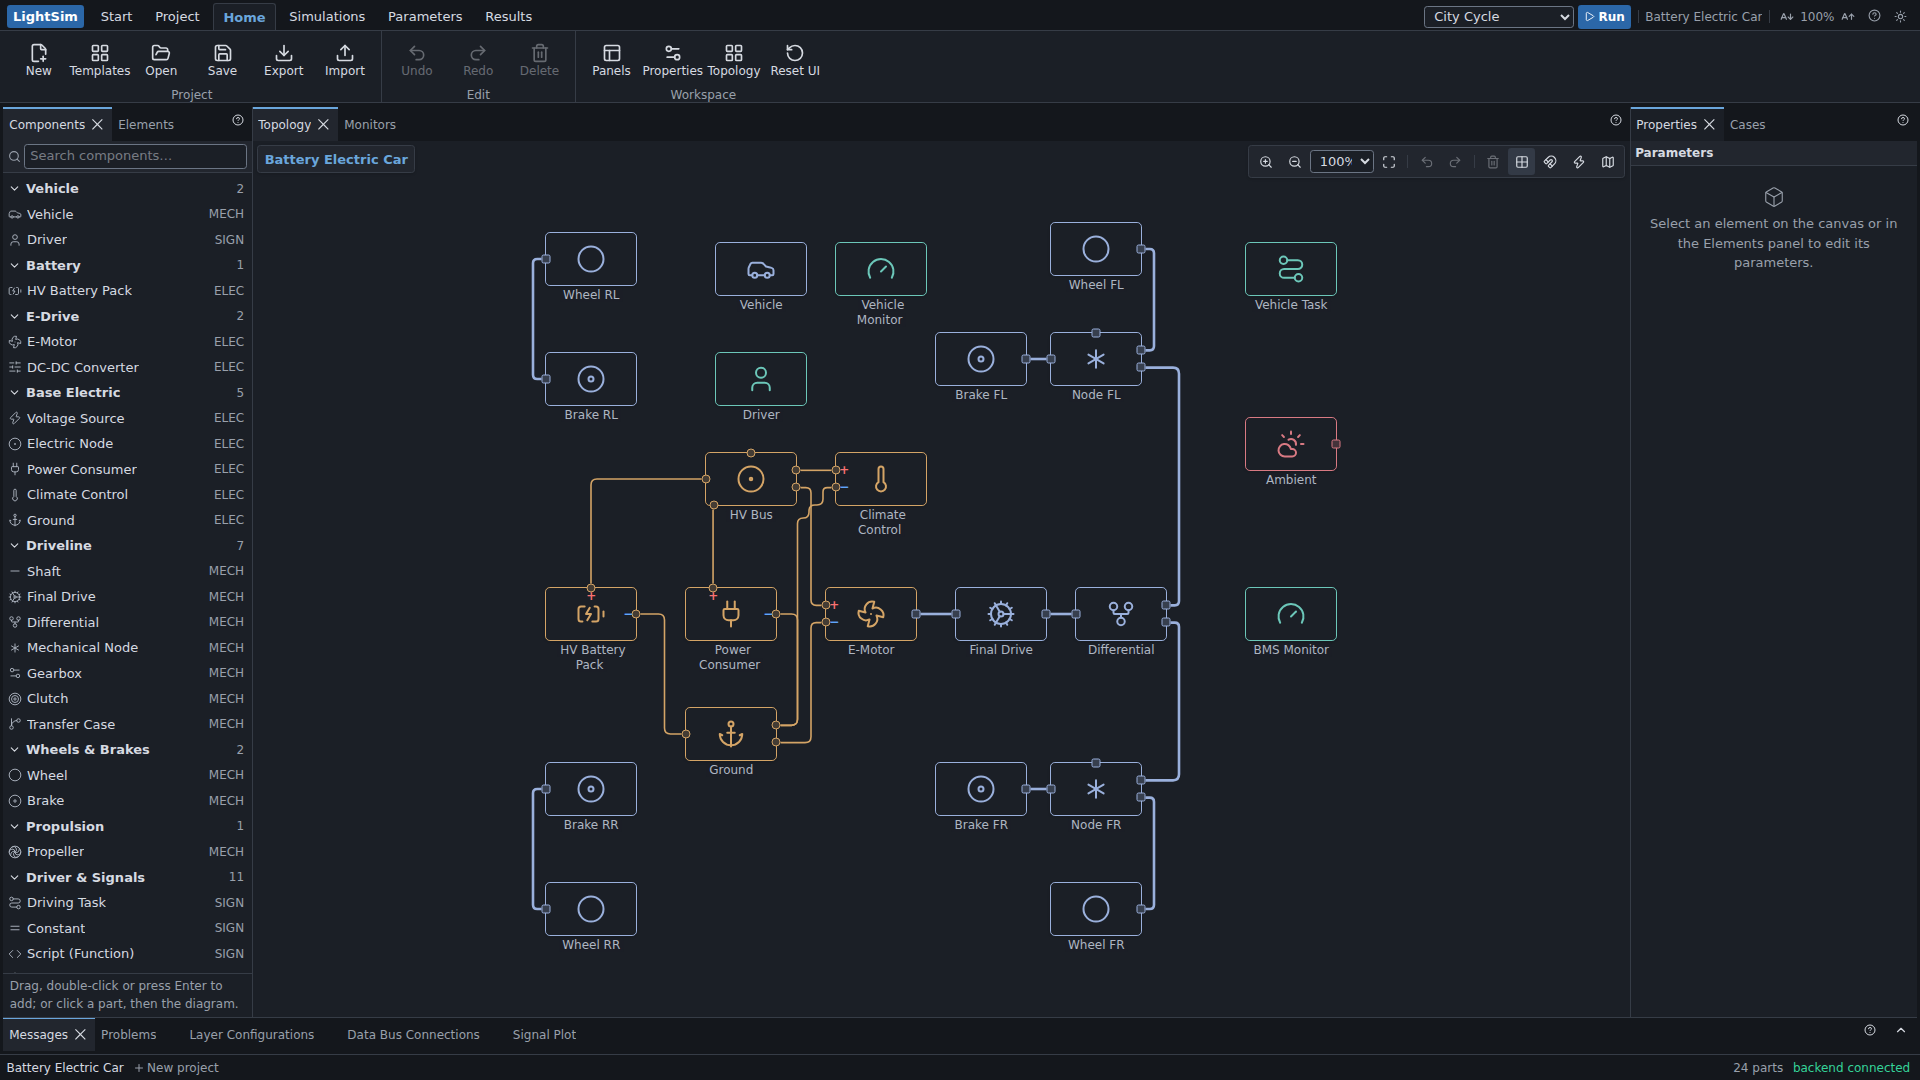 LightSim Start Project Home Simulations Parameters Results City Cycle Run Battery Electric Car 100%
New Templates Open Save Export Import Undo Redo Delete Panels Properties Topology Reset UI
Project Edit Workspace
Components Elements
Topology Monitors
Properties Cases
Search components...
Vehicle 2
Vehicle MECH
Driver SIGN
Battery 1
HV Battery Pack ELEC
E-Drive 2
E-Motor ELEC
DC-DC Converter ELEC
Base Electric 5
Voltage Source ELEC
Electric Node ELEC
Power Consumer ELEC
Climate Control ELEC
Ground ELEC
Driveline 7
Shaft MECH
Final Drive MECH
Differential MECH
Mechanical Node MECH
Gearbox MECH
Clutch MECH
Transfer Case MECH
Wheels & Brakes 2
Wheel MECH
Brake MECH
Propulsion 1
Propeller MECH
Driver & Signals 11
Driving Task SIGN
Constant SIGN
Script (Function) SIGN
Drag, double-click or press Enter to
add; or click a part, then the diagram.
Battery Electric Car
100%
Wheel RL
Vehicle
Vehicle
Monitor
Wheel FL
Vehicle Task
Brake RL
Driver
Brake FL
Node FL
HV Bus
Climate
Control
Ambient
HV Battery
Pack
Power
Consumer
E-Motor
Final Drive
Differential
BMS Monitor
Ground
Brake RR
Brake FR
Node FR
Wheel RR
Wheel FR
Parameters
Select an element on the canvas or in
the Elements panel to edit its
parameters.
Messages Problems Layer Configurations Data Bus Connections Signal Plot
Battery Electric Car + New project 24 parts backend connected